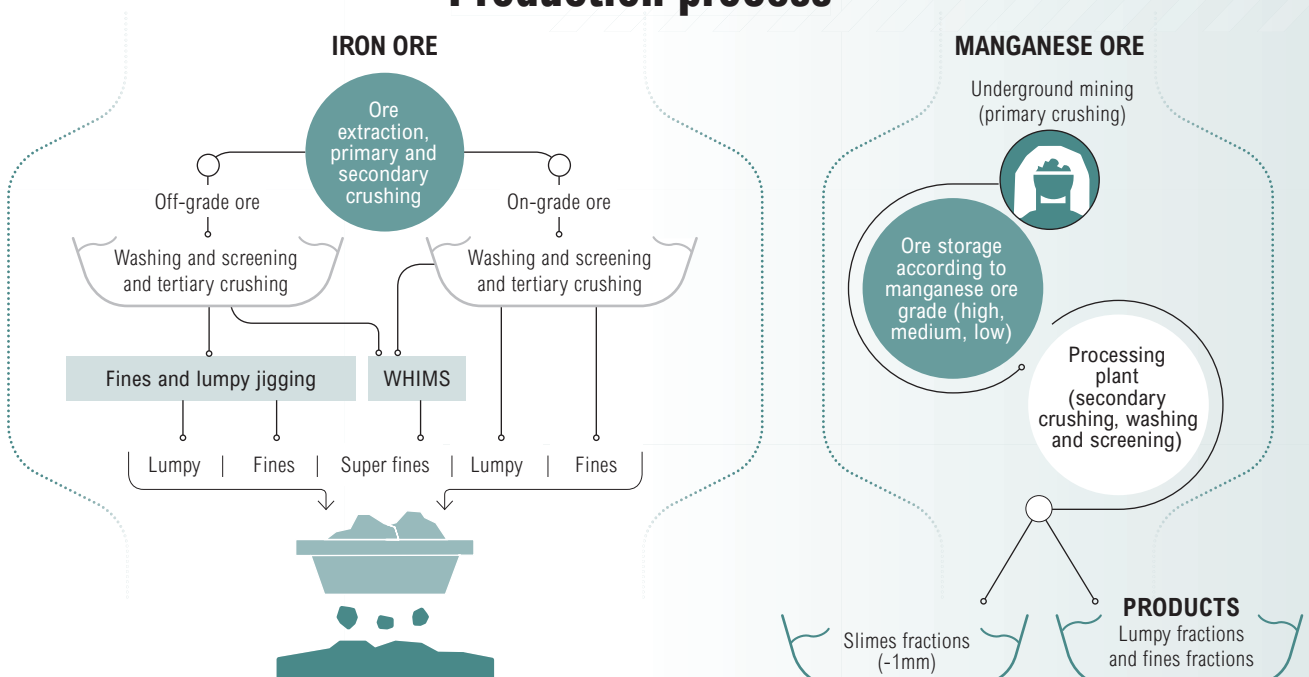 Production process
IRON ORE
Ore
extraction,
primary and
secondary
crushing
Off-grade ore
On-grade ore
Washing and screening
and tertiary crushing
Washing and screening
and tertiary crushing
Fines and lumpy jigging
WHIMS
Lumpy | Fines | Super fines | Lumpy | Fines
MANGANESE ORE
Underground mining
(primary crushing)
Ore storage
according to
manganese ore
grade (high,
medium, low)
Processing
plant
(secondary
crushing, washing
and screening)
Slimes fractions
(-1mm)
PRODUCTS
Lumpy fractions
and fines fractions